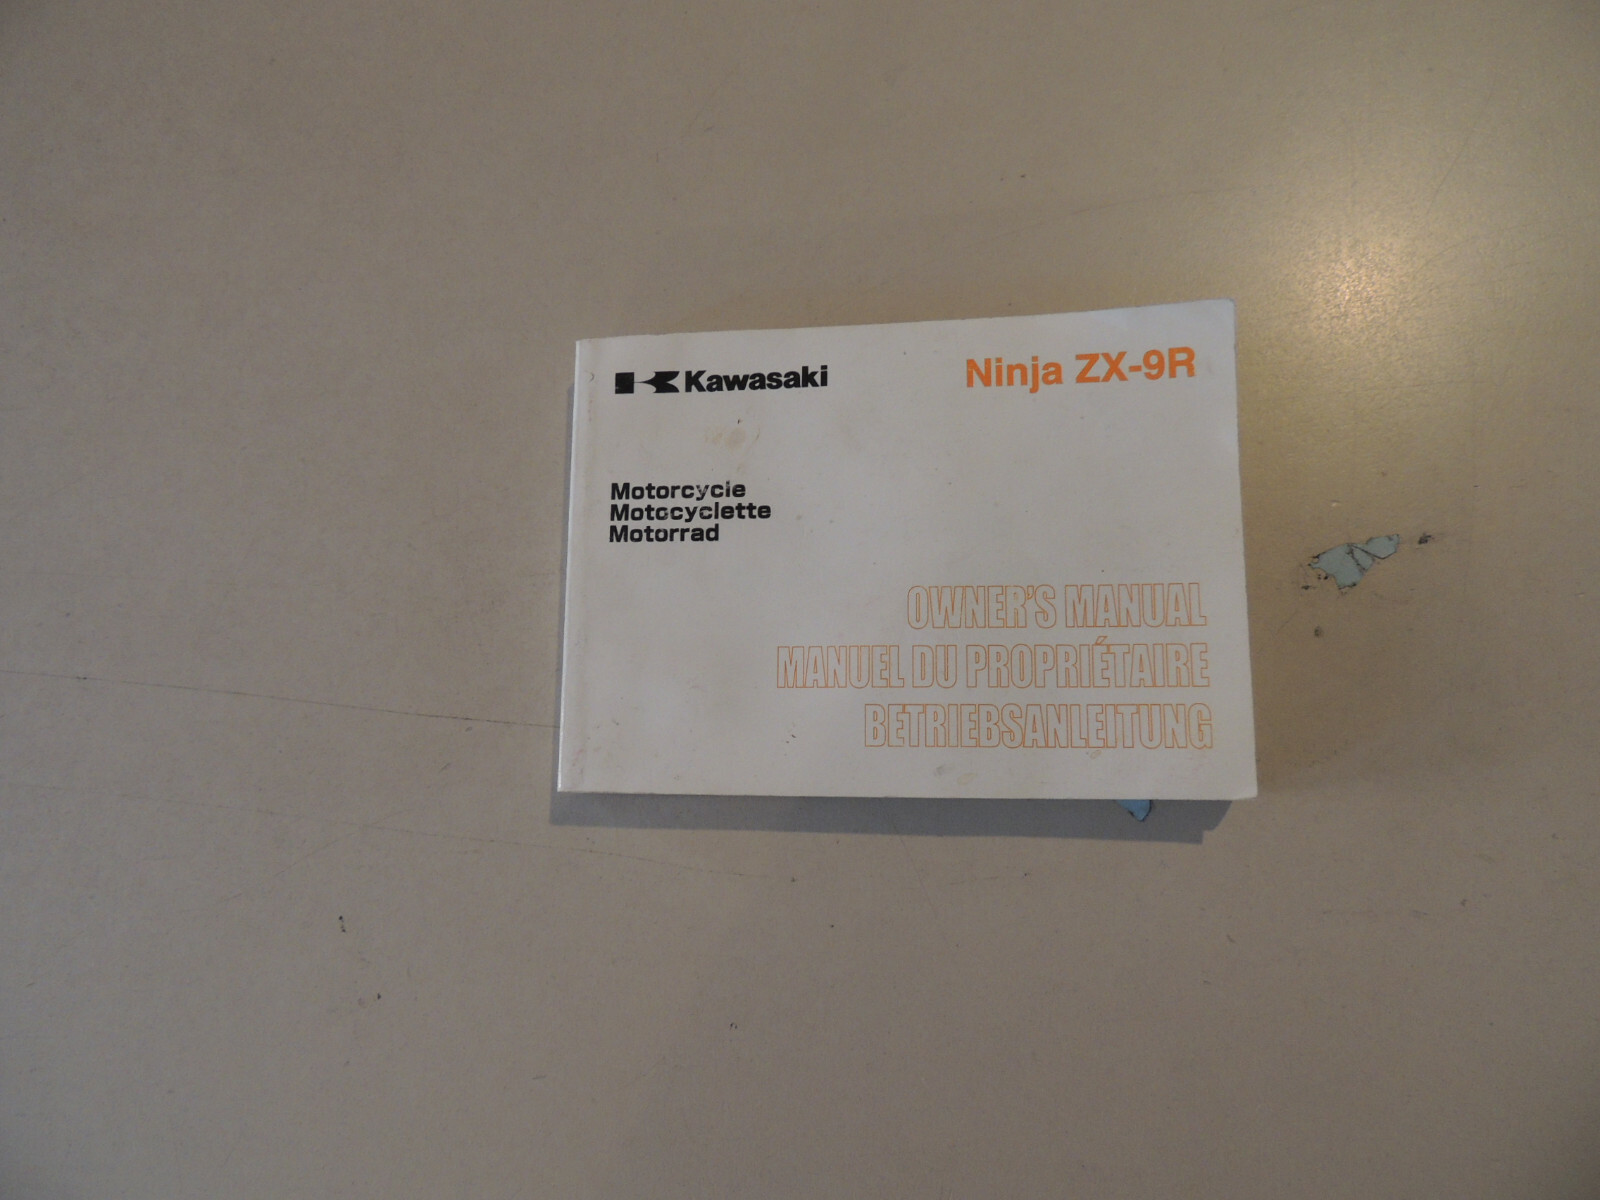 Kawasaki Ninja ZX-9R
Motorcycle
Motocyclette
Motorrad
OWNER'S MANUAL
MANUEL DU PROPRIÉTAIRE
BETRIEBSANLEITUNG